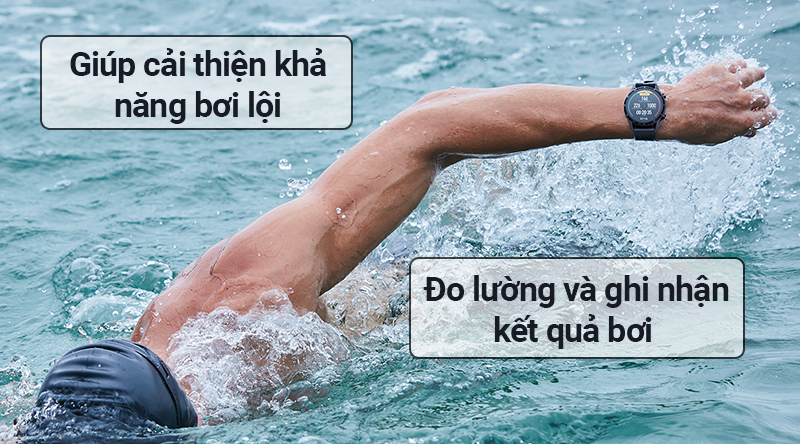 Giúp cải thiện khả
năng bơi lội
Đo lường và ghi nhận
kết quả bơi